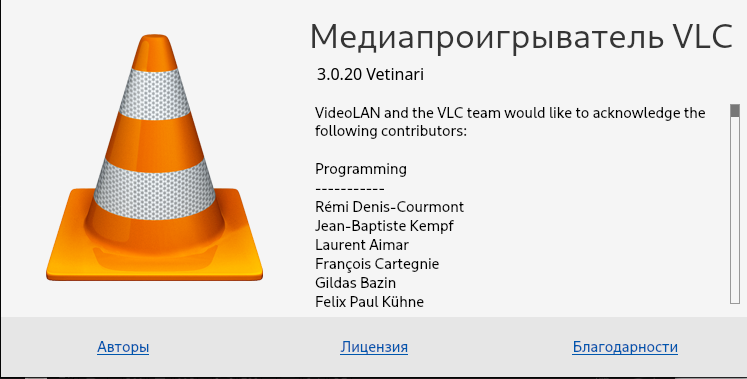 Медиапроигрыватель VLC
3.0.20 Vetinari
VideoLAN and the VLC team would like to acknowledge the
following contributors:
Programming
-----------
Rémi Denis-Courmont
Jean-Baptiste Kempf
Laurent Aimar
François Cartegnie
Gildas Bazin
Felix Paul Kühne
Авторы Лицензия Благодарности